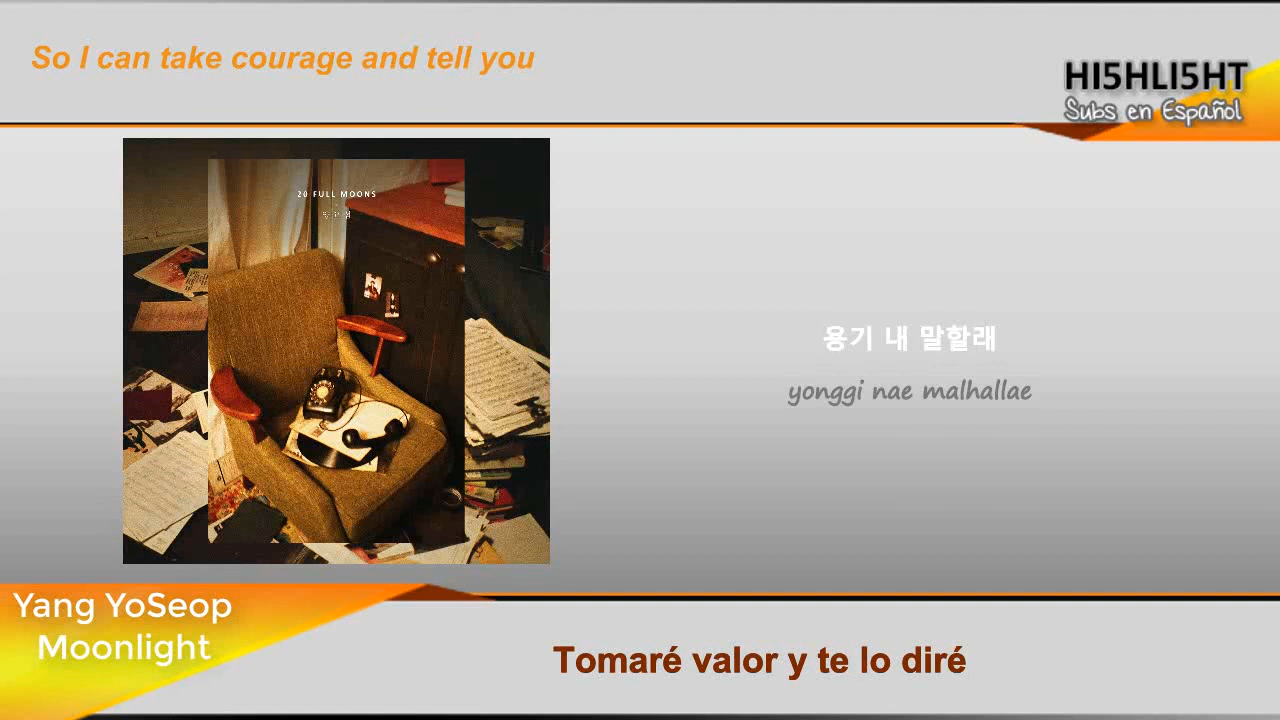 So I can take courage and tell you
HI5HLI5HT
Subs en Español
20 FULL MOONS
용기 내 말할래
yonggi nae malhallae
Yang YoSeop
Moonlight
Tomaré valor y te lo diré